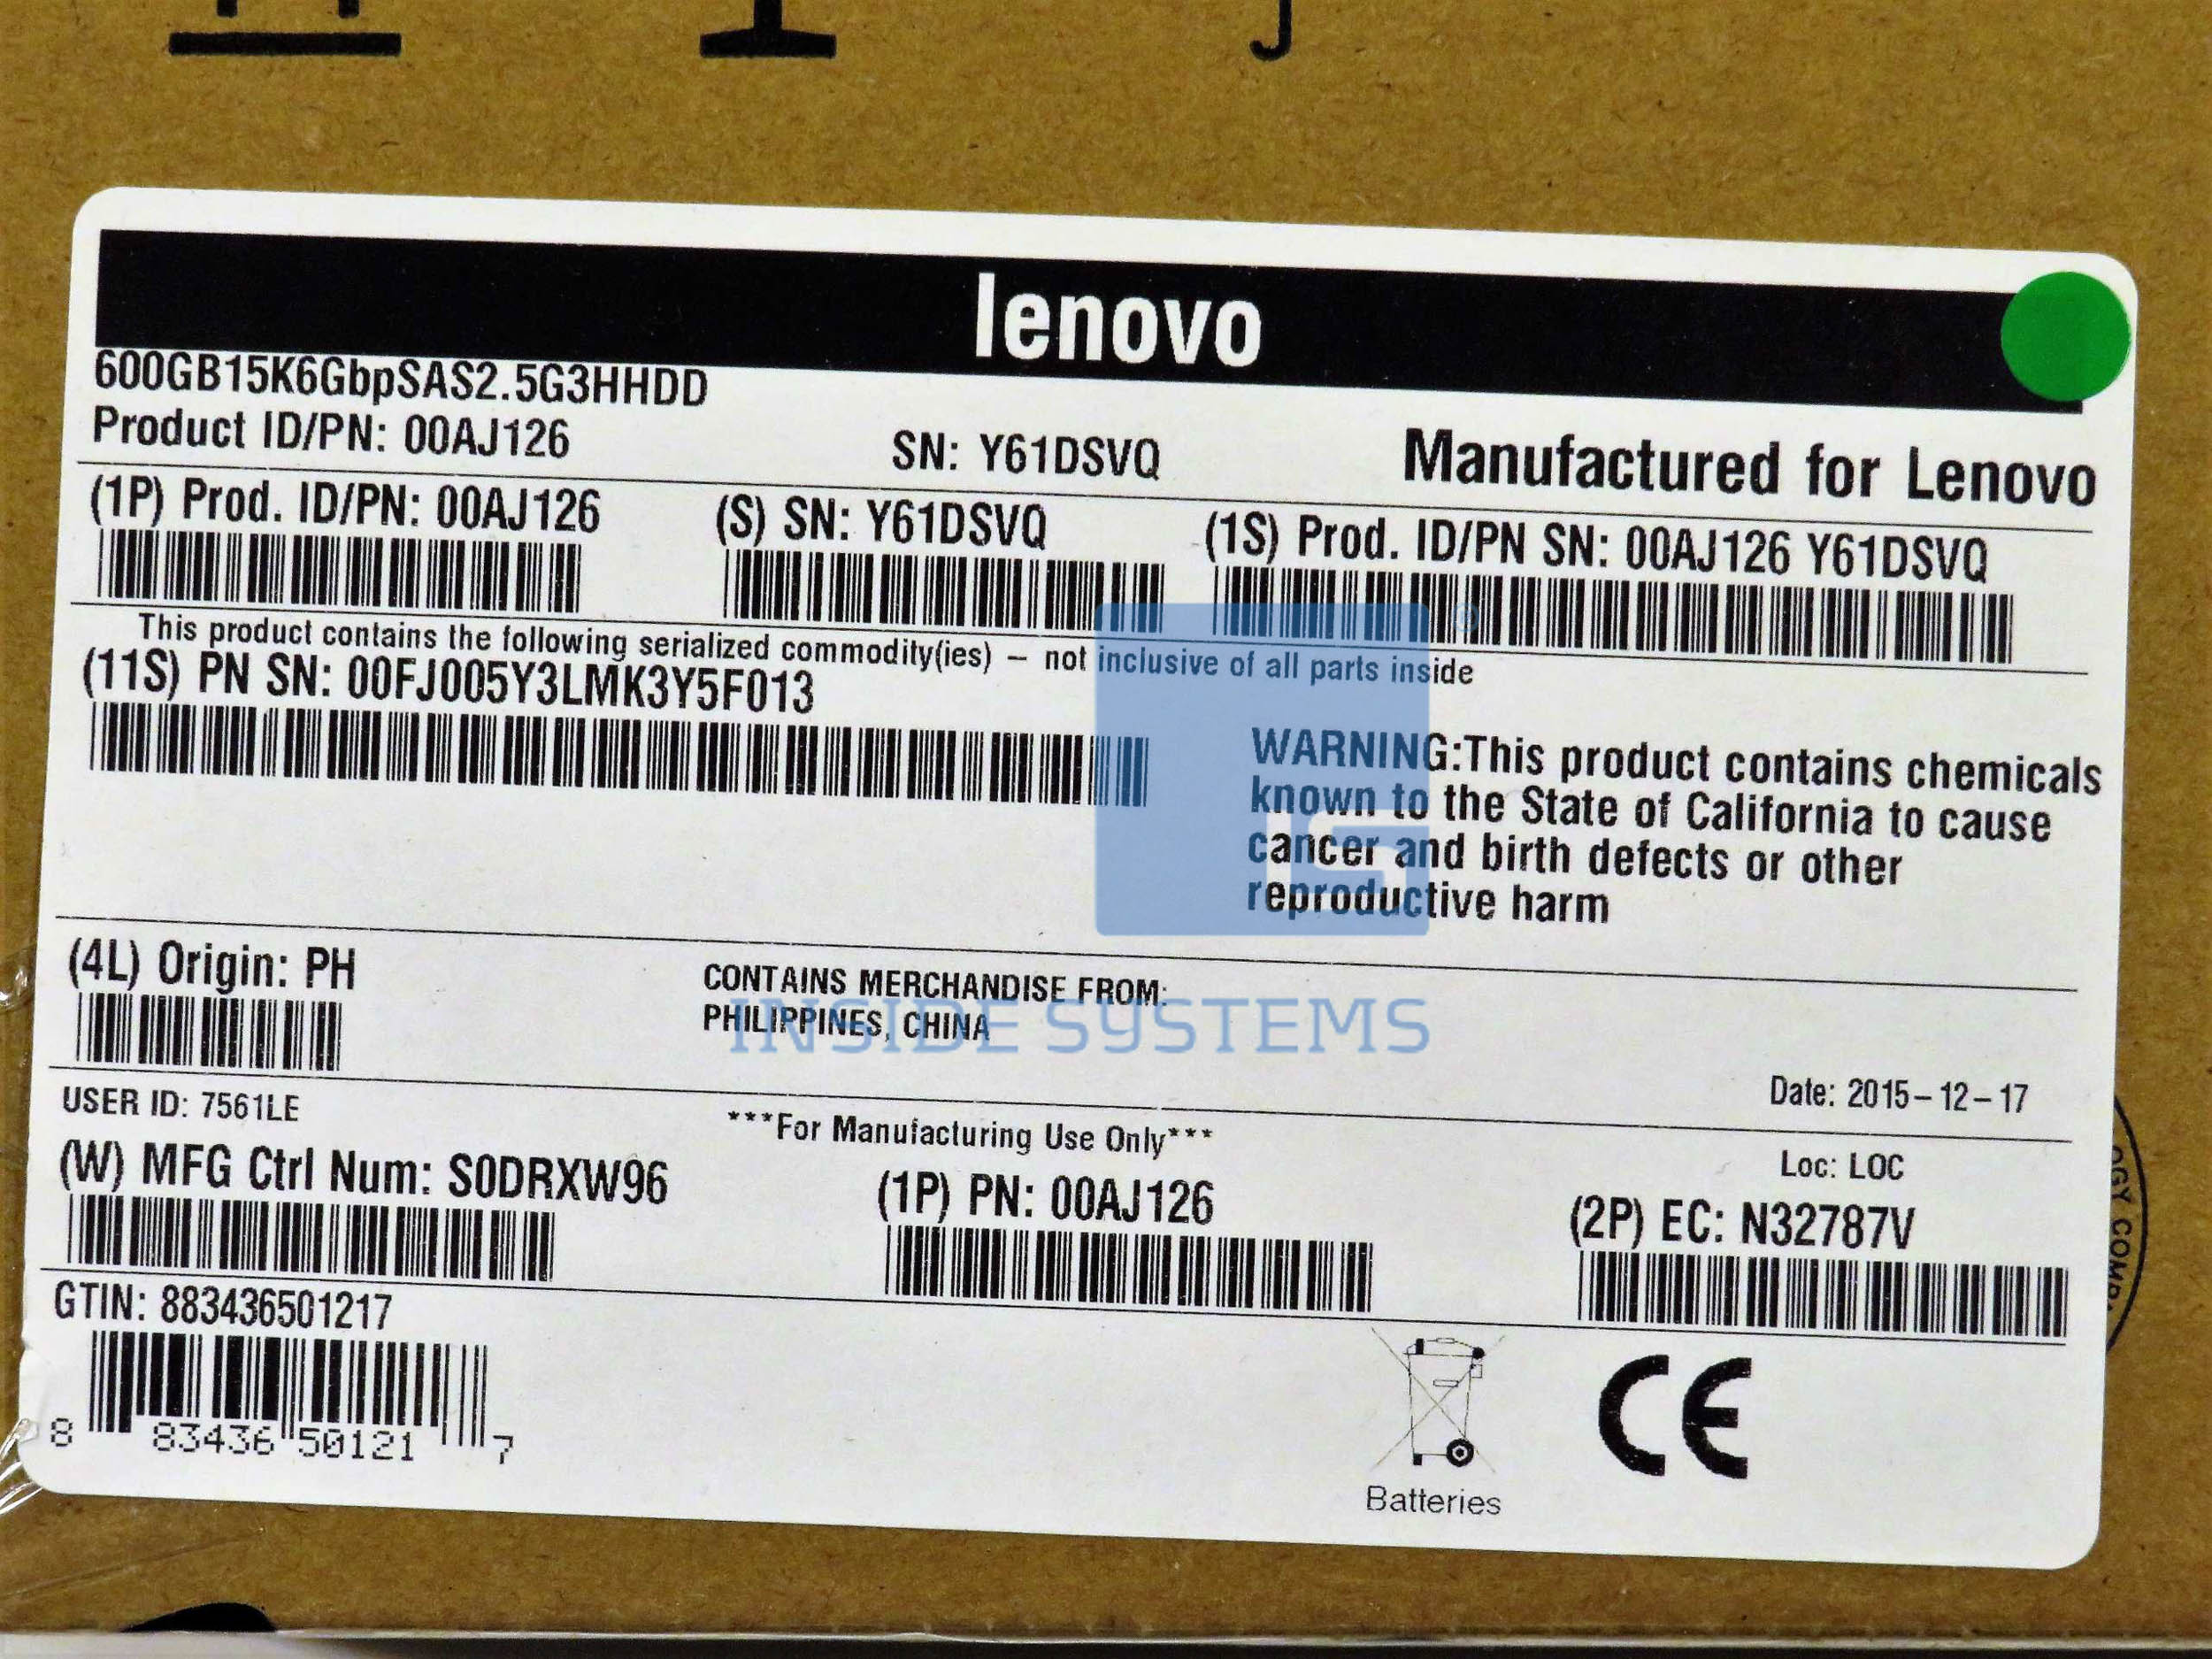 lenovo
600GB15K6GbpSAS2.5G3HHDD
Product ID/PN: 00AJ126
SN: Y61DSVQ
Manufactured for Lenovo
(1P) Prod. ID/PN: 00AJ126
(S) SN: Y61DSVQ
(1S) Prod. ID/PN SN: 00AJ126 Y61DSVQ
This product contains the following serialized commodity(ies) – not inclusive of all parts inside
(11S) PN SN: 00FJ005Y3LMK3Y5F013
WARNING:This product contains chemicals
known to the State of California to cause
cancer and birth defects or other
reproductive harm
(4L) Origin: PH
CONTAINS MERCHANDISE FROM:
PHILIPPINES, CHINA
INSIDE SYSTEMS
Date: 2015-12-17
USER ID: 7561LE
***For Manufacturing Use Only***
Loc: LOC
(W) MFG Ctrl Num: S0DRXW96
(1P) PN: 00AJ126
(2P) EC: N32787V
GTIN: 883436501217
8 83436 50121 7
Batteries
CE